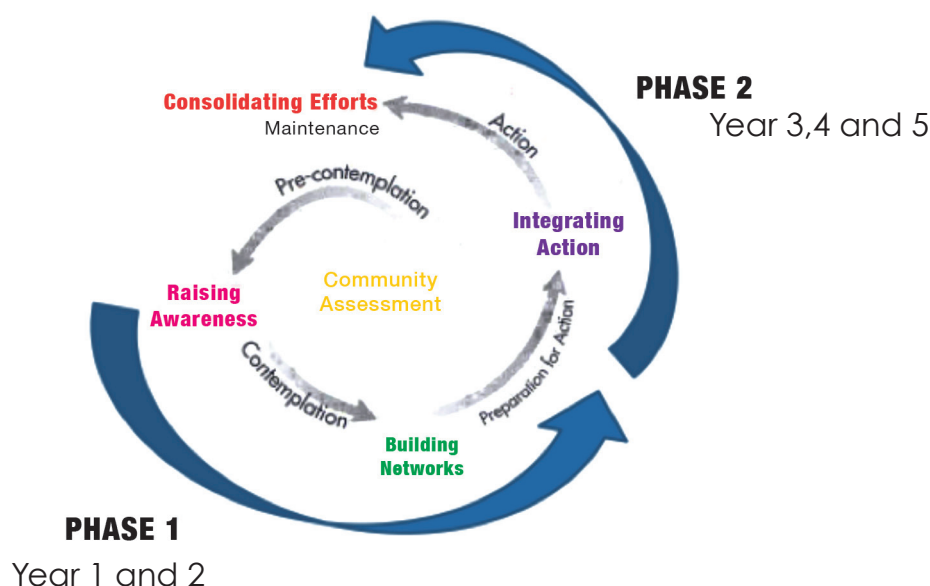 PHASE 2
Year 3,4 and 5
Consolidating Efforts
Maintenance
Action
Pre-contemplation
Integrating
Action
Community
Assessment
Raising
Awareness
Contemplation
Preparation for Action
Building
Networks
PHASE 1
Year 1 and 2